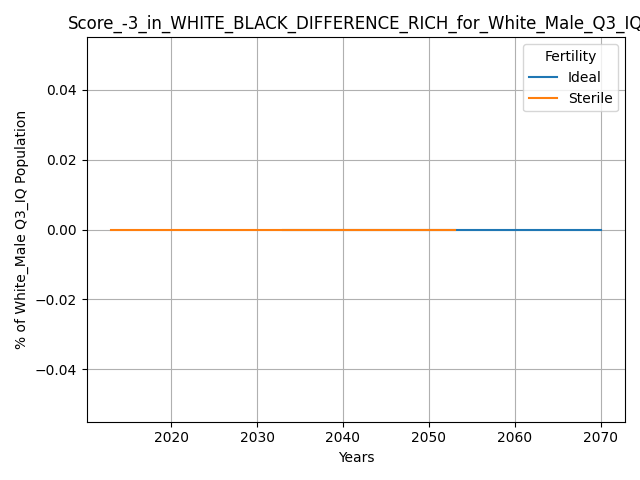 Score_-3_in_WHITE_BLACK_DIFFERENCE_RICH_for_White_Male_Q3_IQ
Fertility
Ideal
Sterile
% of White_Male Q3_IQ Population
0.04
0.02
0.00
−0.02
−0.04
2020 2030 2040 2050 2060 2070
Years